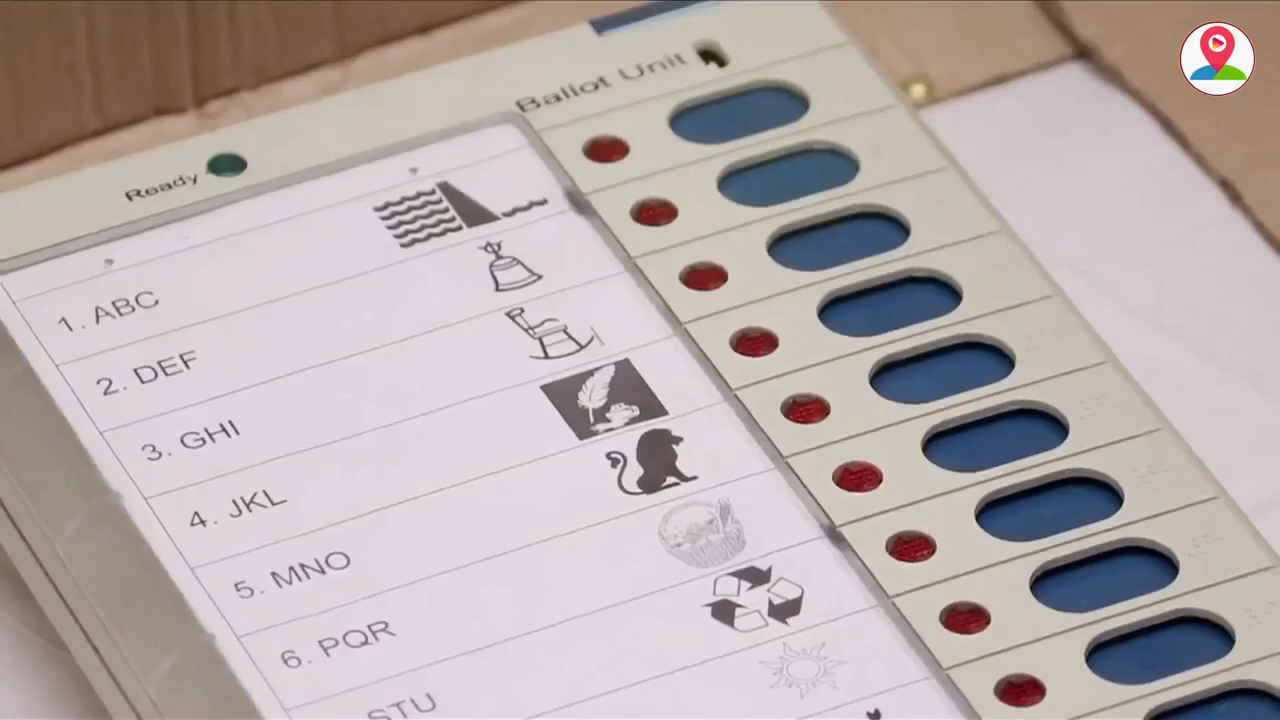 Ballot Unit
Ready
1. ABC
2. DEF
3. GHI
4. JKL
5. MNO
6. PQR
STU